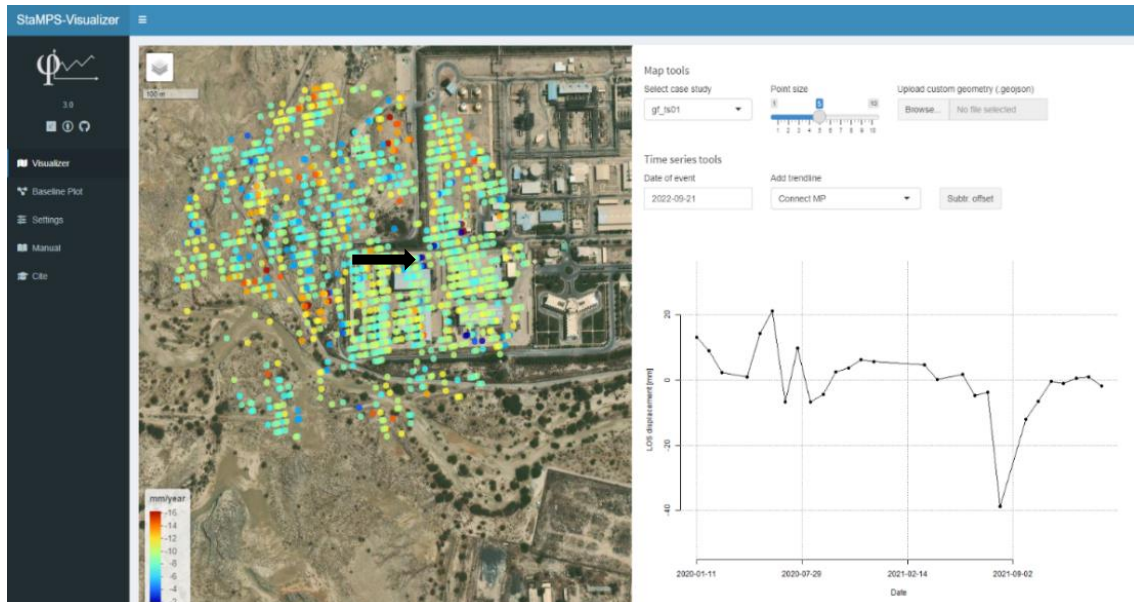 StaMPS-Visualizer
3.0
Visualizer
Baseline Plot
Settings
Manual
Cite
100 m
mm/year
-16
-14
-10
-6
-4
-2
Map tools
Select case study
gf_ts01
Point size
1
5
10
1 2 3 4 5 6 7 8 9 10
Upload custom geometry (.geojson)
Browse...
No file selected
Time series tools
Date of event
2022-09-21
Add trendline
Connect MP
Subtr. offset
LOS displacement [mm]
20
0
-20
-40
2020-01-11
2020-07-29
2021-02-14
2021-09-02
Date